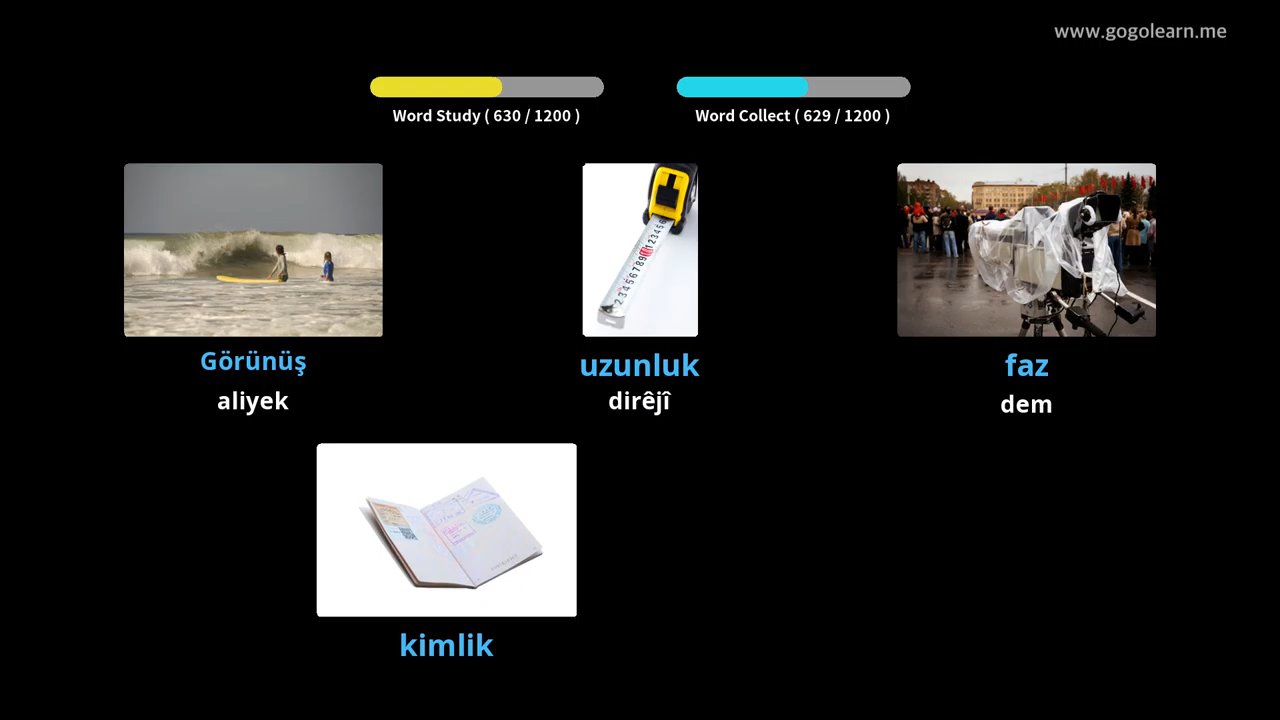 www.gogolearn.me
Word Study ( 630 / 1200 )
Word Collect ( 629 / 1200 )
Görünüş
aliyek
uzunluk
dirêjî
faz
dem
kimlik